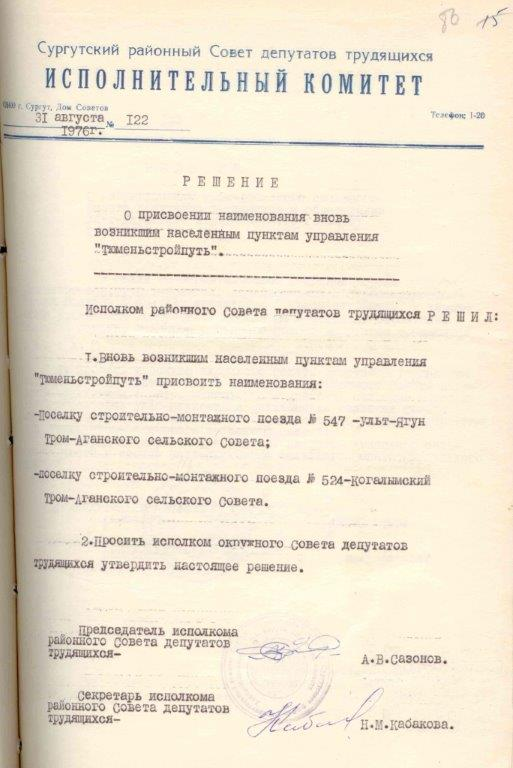 86 15
Сургутский районный Совет депутатов трудящихся
ИСПОЛНИТЕЛЬНЫЙ КОМИТЕТ
г. Сургут, Дом Советов
31 августа № 122
1976г.
Телефон: 1-20
РЕШЕНИЕ
О присвоении наименования вновь
возникшим населенным пунктам управления
"Тюменьстройпуть".
Исполком районного Совета депутатов трудящихся Р Е Ш И Л:
1.Вновь возникшим населенным пунктам управления
"Тюменьстройпуть" присвоить наименования:
-Поселку строительно-монтажного поезда № 547 -ульт-Ягун
Тром-Аганского сельского Совета;
-поселку строительно-монтажного поезда № 524-Когалымский
Тром-Аганского сельского Совета.
2.Просить исполком окружного Совета депутатов
трудящихся утвердить настоящее решение.
Председатель исполкома
районного Совета депутатов
трудящихся-
А.В.Сазонов.
Секретарь исполкома
районного Совета депутатов
трудящихся-
Н.М.Кабакова.